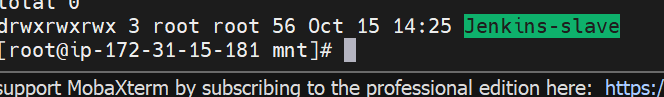 total 0
drwxrwxrwx 3 root root 56 Oct 15 14:25 Jenkins-slave
[root@ip-172-31-15-181 mnt]#
support MobaXterm by subscribing to the professional edition here: https:/